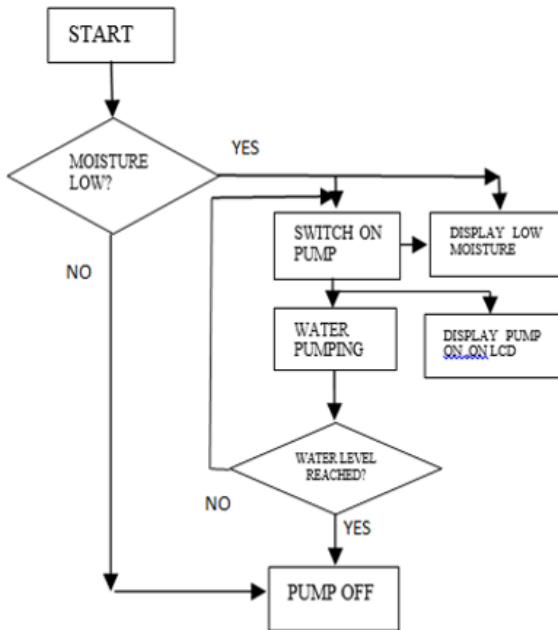 START
MOISTURE
LOW?
YES
NO
SWITCH ON
PUMP
DISPLAY LOW
MOISTURE
WATER
PUMPING
DISPLAY PUMP
ON ..ON LCD
WATER LEVEL
REACHED?
NO
YES
PUMP OFF